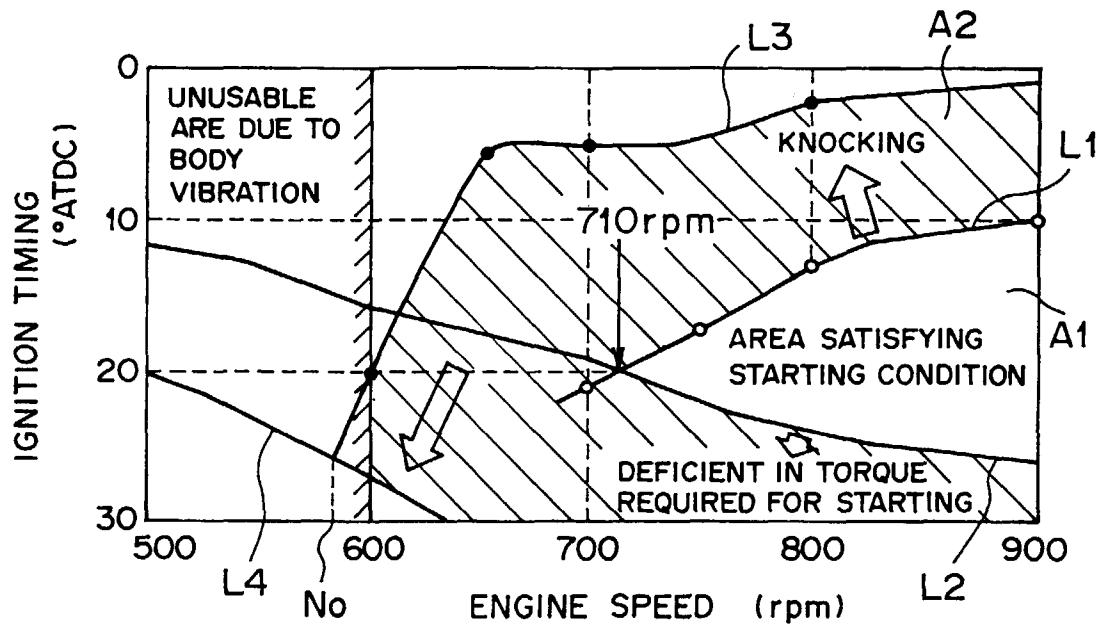 L3
A2
0
UNUSABLE
ARE DUE TO
BODY
VIBRATION
KNOCKING
L1
10
710rpm
A1
AREA SATISFYING
STARTING CONDITION
20
DEFICIENT IN TORQUE
REQUIRED FOR STARTING
30
500
600
700
800
900
L4
No
L2
IGNITION TIMING
(°ATDC)
ENGINE SPEED (rpm)